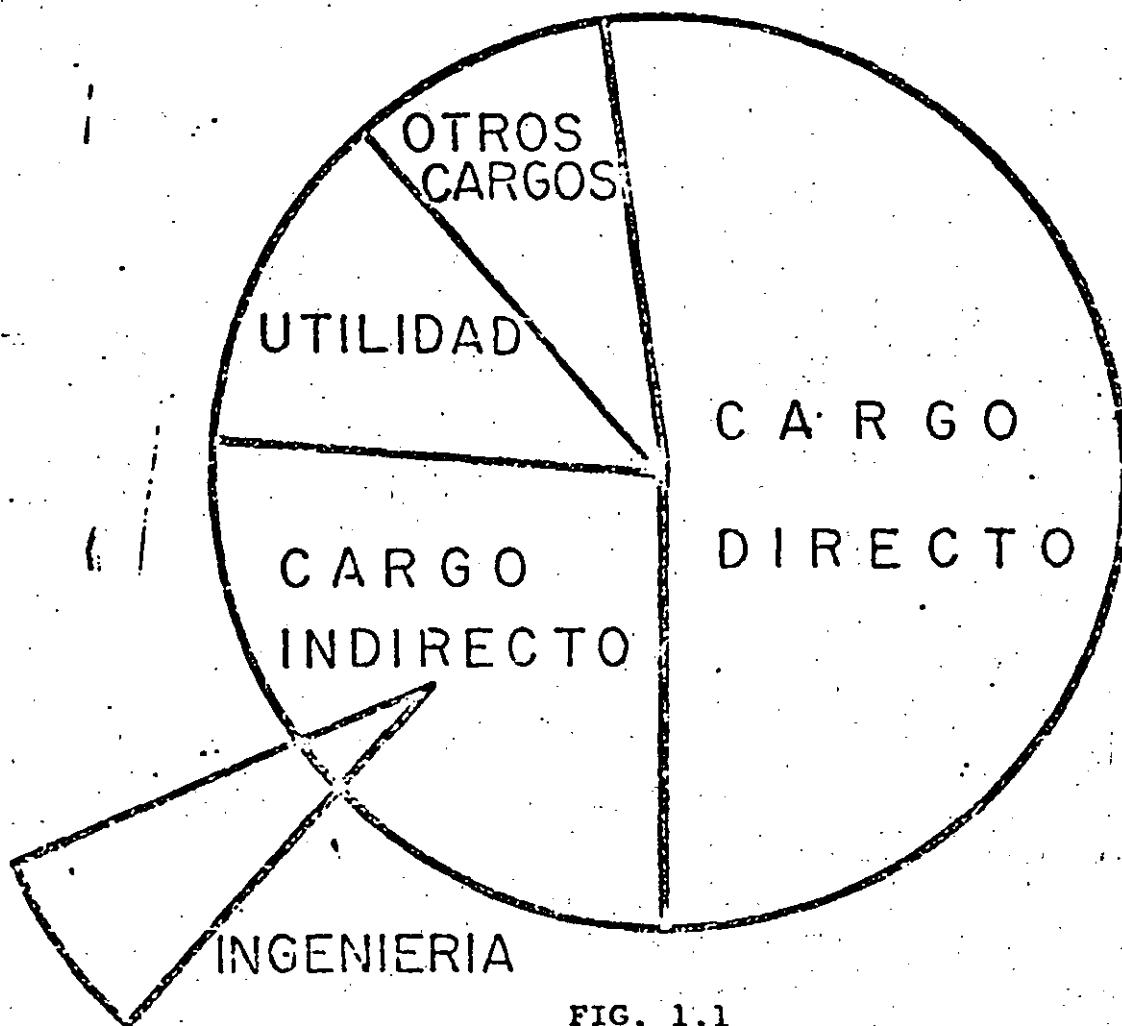 OTROS
CARGOS
UTILIDAD
CARGO
DIRECTO
CARGO
INDIRECTO
INGENIERIA
FIG. 1.1